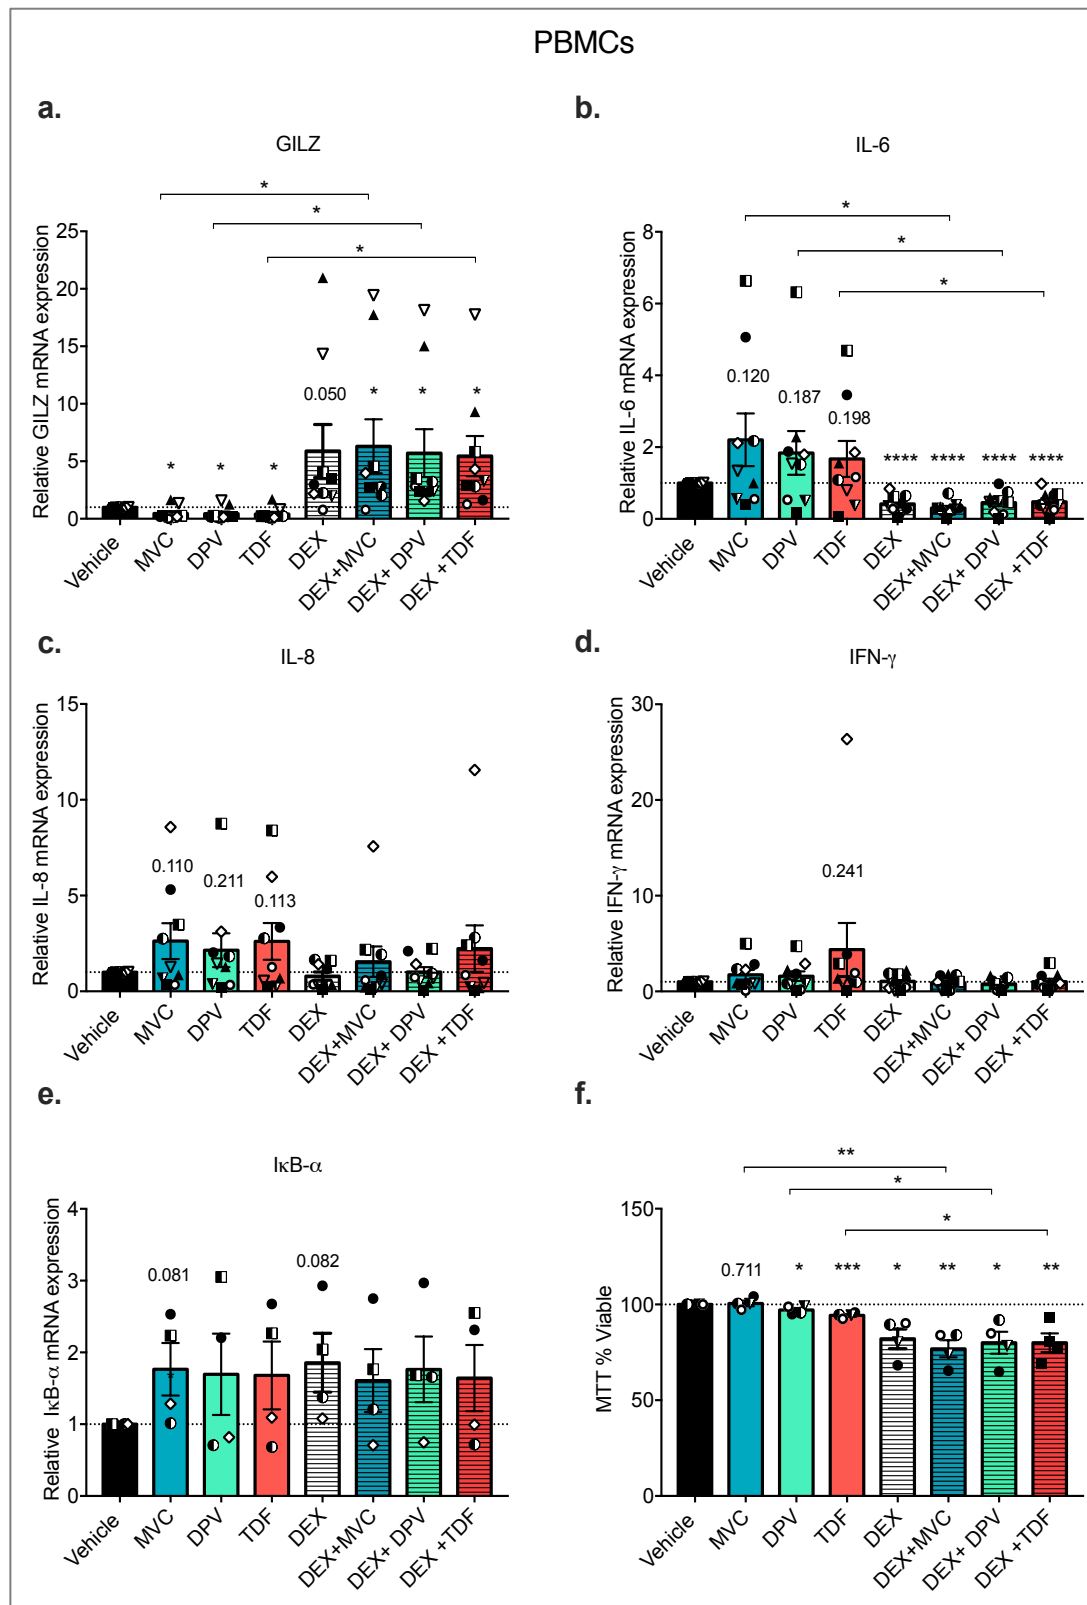 PBMCs
a.
GILZ
*
*
*
Relative GILZ mRNA expression
25
20
15
10
5
0
* * * 0.050 * * *
Vehicle MVC DPV TDF DEX DEX+MVC DEX+ DPV DEX +TDF
b.
IL-6
*
*
*
Relative IL-6 mRNA expression
8
6
4
2
0
0.120 0.187 0.198 **** **** **** ****
Vehicle MVC DPV TDF DEX DEX+MVC DEX+ DPV DEX +TDF
c.
IL-8
Relative IL-8 mRNA expression
15
10
5
0
0.110 0.211 0.113
Vehicle MVC DPV TDF DEX DEX+MVC DEX+ DPV DEX +TDF
d.
IFN-γ
Relative IFN-γ mRNA expression
30
20
10
0
0.241
Vehicle MVC DPV TDF DEX DEX+MVC DEX+ DPV DEX +TDF
e.
IκB-α
Relative IκB-α mRNA expression
4
3
2
1
0
0.081 * 0.082
Vehicle MVC DPV TDF DEX DEX+MVC DEX+ DPV DEX +TDF
f.
**
*
*
MTT % Viable
150
100
50
0
0.711 * *** * ** * **
Vehicle MVC DPV TDF DEX DEX+MVC DEX+ DPV DEX +TDF